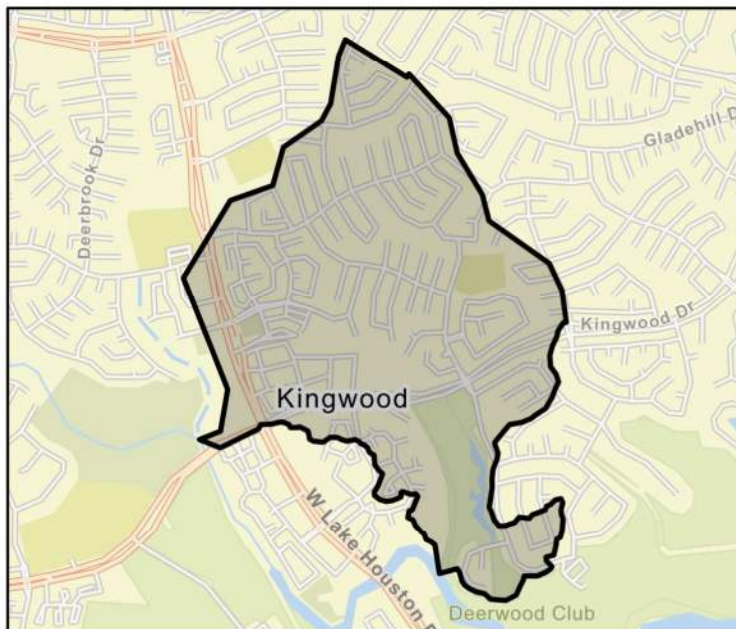 Gladehill D
Deerbrook Dr
Kingwood Dr
Kingwood
W Lake Houston P
Deerwood Club